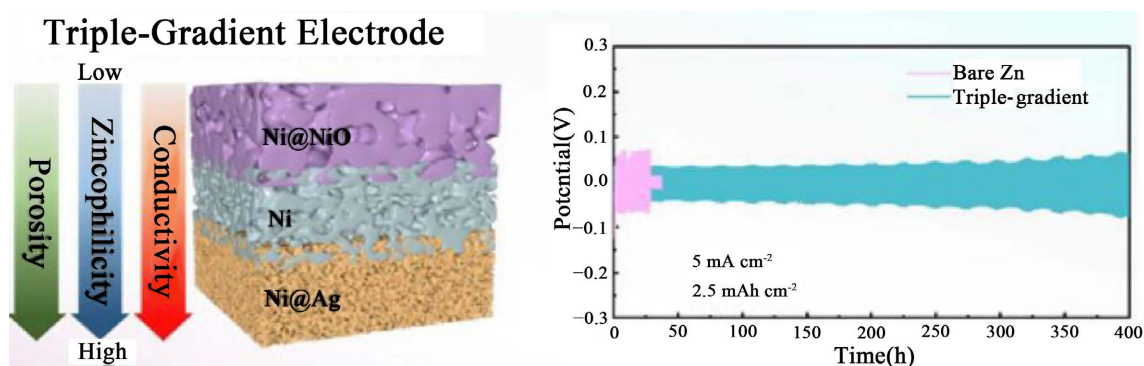 Triple-Gradient Electrode
Low
Porosity
Zincophilicity
Conductivity
High
Ni@NiO
Ni
Ni@Ag
Potcntial(V)
0.3
0.2
0.1
0.0
−0.1
−0.2
−0.3
Bare Zn
Triple-gradient
5 mA cm⁻²
2.5 mAh cm⁻²
0
50
100
150
200
250
300
350
400
Time(h)